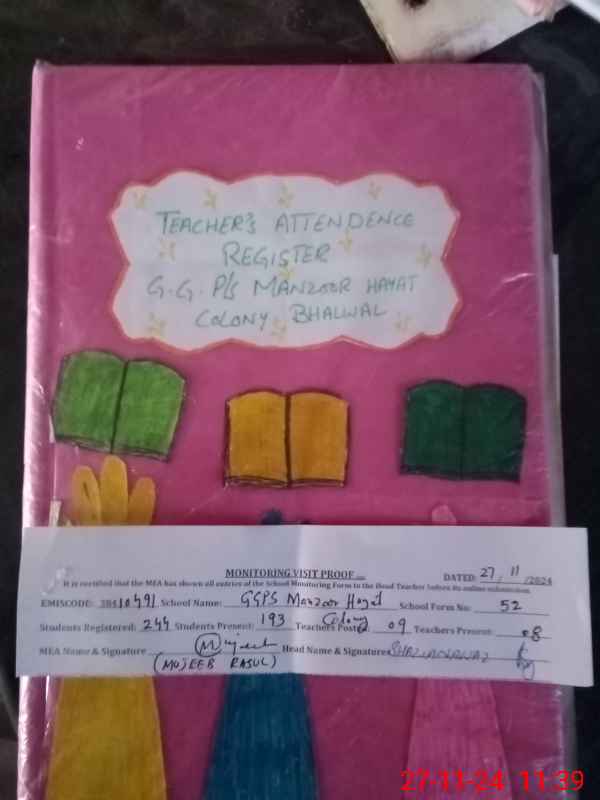 TEACHER'S ATTENDENCE
REGISTER
G.G.P/S MANZOOR HAYAT
COLONY BHALWAL
MONITORING VISIT PROOF
DATED: 27, 11 /2024
It is certified that the MEA has shown all entries of the School Monitoring Form to the Head Teacher before its online submission.
EMISCODE: 38410491 School Name: GGPS Manzoor Hayat Colony School Form No: 52
Students Registered: 244 Students Present: 193 Teachers Posted: 09 Teachers Present: 08
MEA Name & Signature Mujeeb Head Name & Signature
(MUJEEB RASUL)
27-11-24 11:39